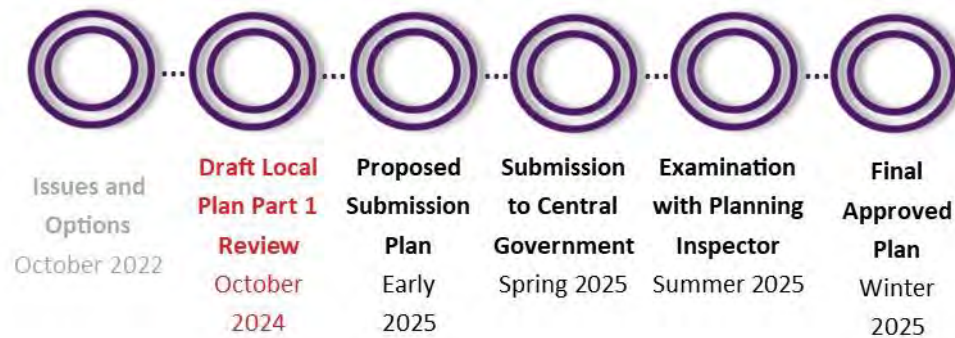 Issues and
Options
October 2022
Draft Local
Plan Part 1
Review
October
2024
Proposed
Submission
Plan
Early
2025
Submission
to Central
Government
Spring 2025
Examination
with Planning
Inspector
Summer 2025
Final
Approved
Plan
Winter
2025